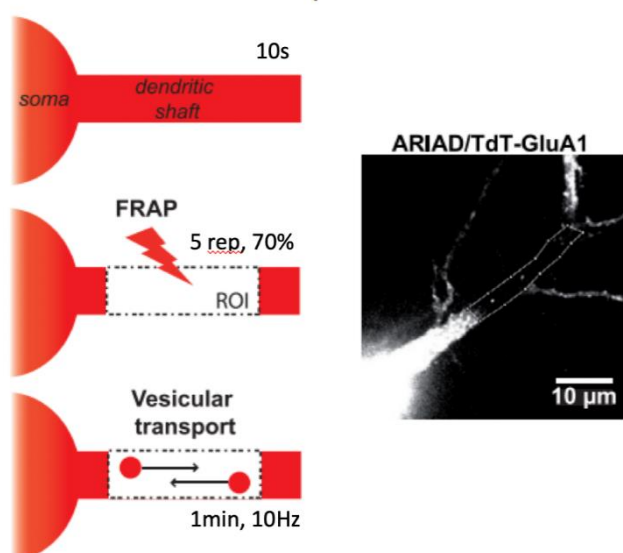 10s
soma
dendritic
shaft
FRAP
5 rep, 70%
ROI
Vesicular
transport
1min, 10Hz
ARIAD/TdT-GluA1
10 µm